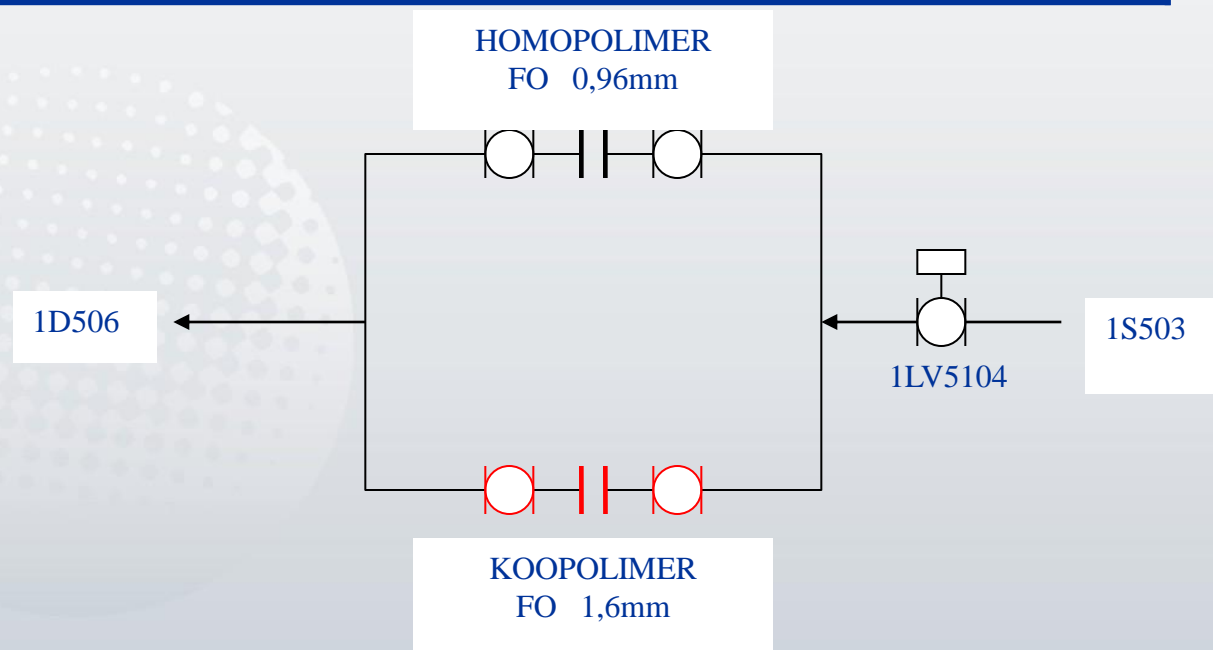 HOMOPOLIMER
FO 0,96mm
1D506
1S503
1LV5104
KOOPOLIMER
FO 1,6mm